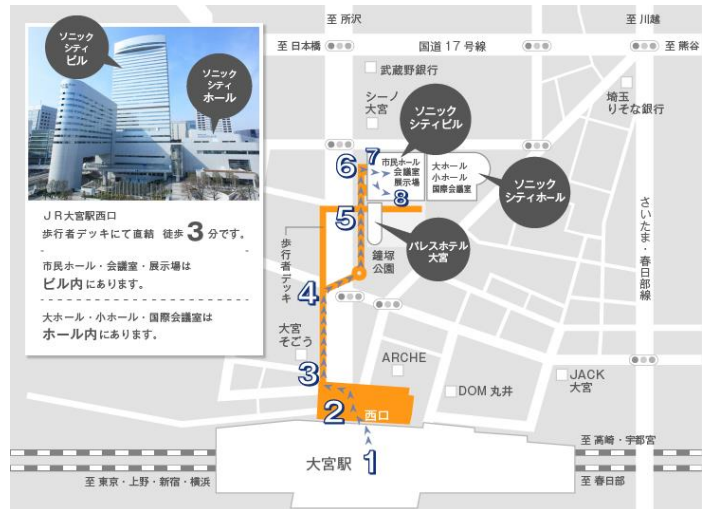 ソニック
シティ
ビル
ソニック
シティ
ホール
JR大宮駅西口
歩行者デッキにて直結 徒歩3分です。
市民ホール・会議室・展示場は
ビル内にあります。
大ホール・小ホール・国際会議室は
ホール内にあります。
至 所沢
至 川越
至 日本橋
国道17号線
至 熊谷
武蔵野銀行
シーノ
大宮
埼玉
りそな銀行
ソニック
シティビル
6
7
市民ホール
会議室
展示場
8
大ホール
小ホール
国際会議室
ソニック
シティホール
さいたま・春日部線
5
パレスホテル
大宮
鐘塚
公園
歩行者デッキ
4
大宮
そごう
3
ARCHE
JACK
大宮
DOM 丸井
2
西口
1
大宮駅
至 高崎・宇都宮
至 東京・上野・新宿・横浜
至 春日部